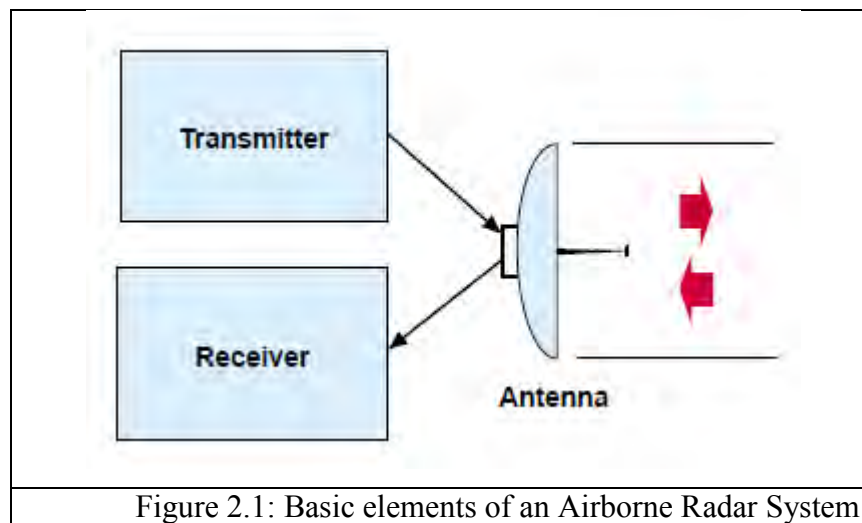 Transmitter
Receiver
Antenna
Figure 2.1: Basic elements of an Airborne Radar System